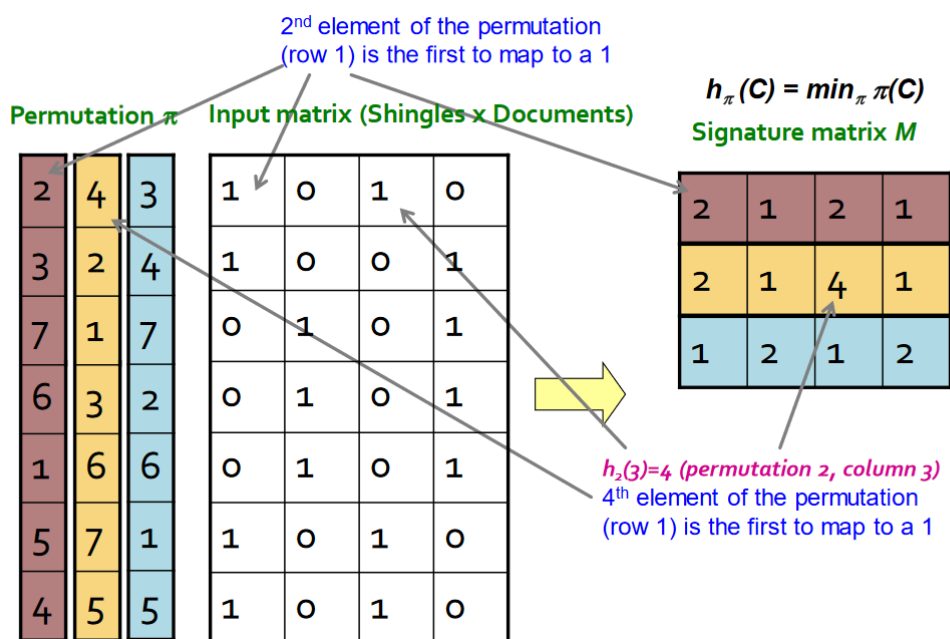 2nd element of the permutation
(row 1) is the first to map to a 1
hπ(C) = minπ π(C)
Permutation π
Input matrix (Shingles x Documents)
Signature matrix M
2 4 3
3 2 4
7 1 7
6 3 2
1 6 6
5 7 1
4 5 5
1 0 1 0
1 0 0 1
0 1 0 1
0 1 0 1
0 1 0 1
1 0 1 0
1 0 1 0
2 1 2 1
2 1 4 1
1 2 1 2
h2(3)=4 (permutation 2, column 3)
4th element of the permutation
(row 1) is the first to map to a 1